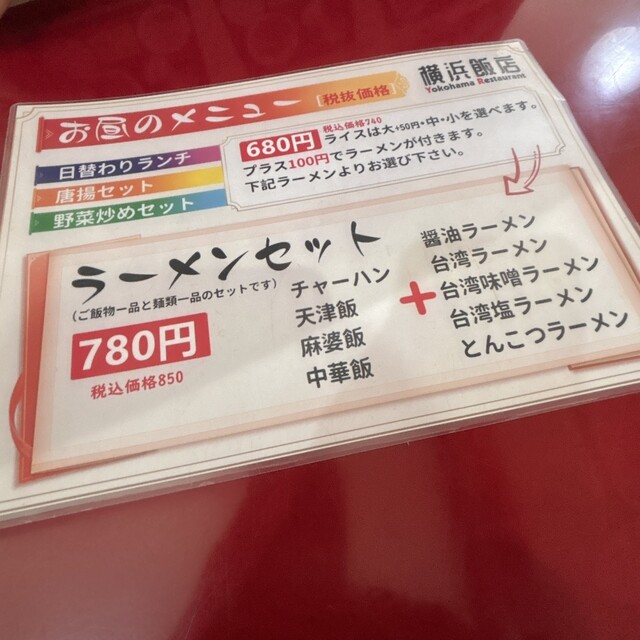 横浜飯店
Yokohama Restaurant
お昼のメニュー [税抜価格]
日替わりランチ
唐揚セット
野菜炒めセット
税込価格740
680円 ライスは大+50円・中・小を選べます。
プラス100円でラーメンが付きます。
下記ラーメンよりお選び下さい。
ラーメンセット
(ご飯物一品と麺類一品のセットです)
780円
税込価格850
チャーハン
天津飯
麻婆飯
中華飯
+
醤油ラーメン
台湾ラーメン
台湾味噌ラーメン
台湾塩ラーメン
とんこつラーメン